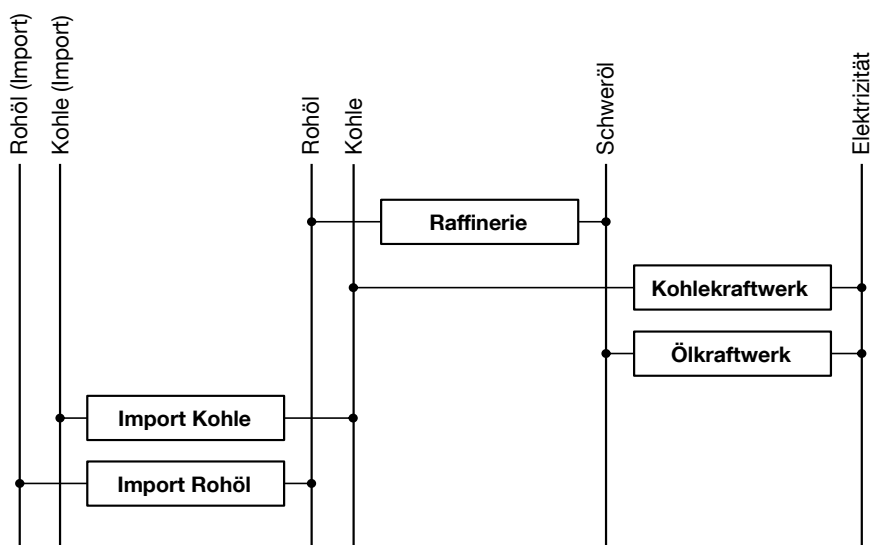 Rohöl (Import)
Kohle (Import)
Rohöl
Kohle
Schweröl
Elektrizität
Raffinerie
Kohlekraftwerk
Ölkraftwerk
Import Kohle
Import Rohöl